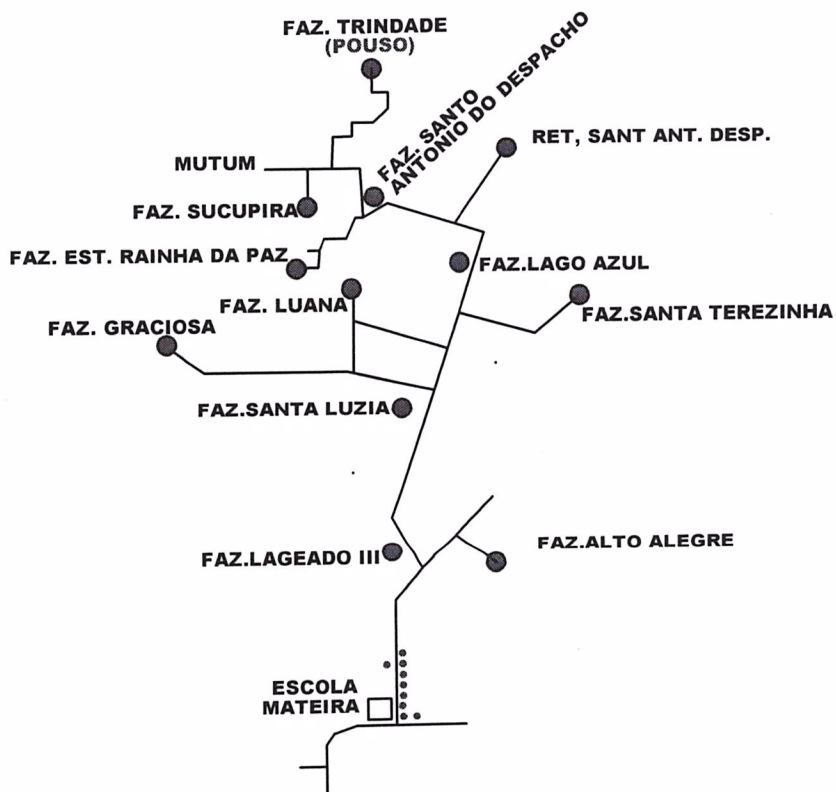 FAZ. TRINDADE
(POUSO)
FAZ. SANTO
ANTONIO DO DESPACHO
RET, SANT ANT. DESP.
MUTUM
FAZ. SUCUPIRA
FAZ. EST. RAINHA DA PAZ
FAZ.LAGO AZUL
FAZ. LUANA
FAZ.SANTA TEREZINHA
FAZ. GRACIOSA
FAZ.SANTA LUZIA
FAZ.ALTO ALEGRE
FAZ.LAGEADO III
ESCOLA
MATEIRA